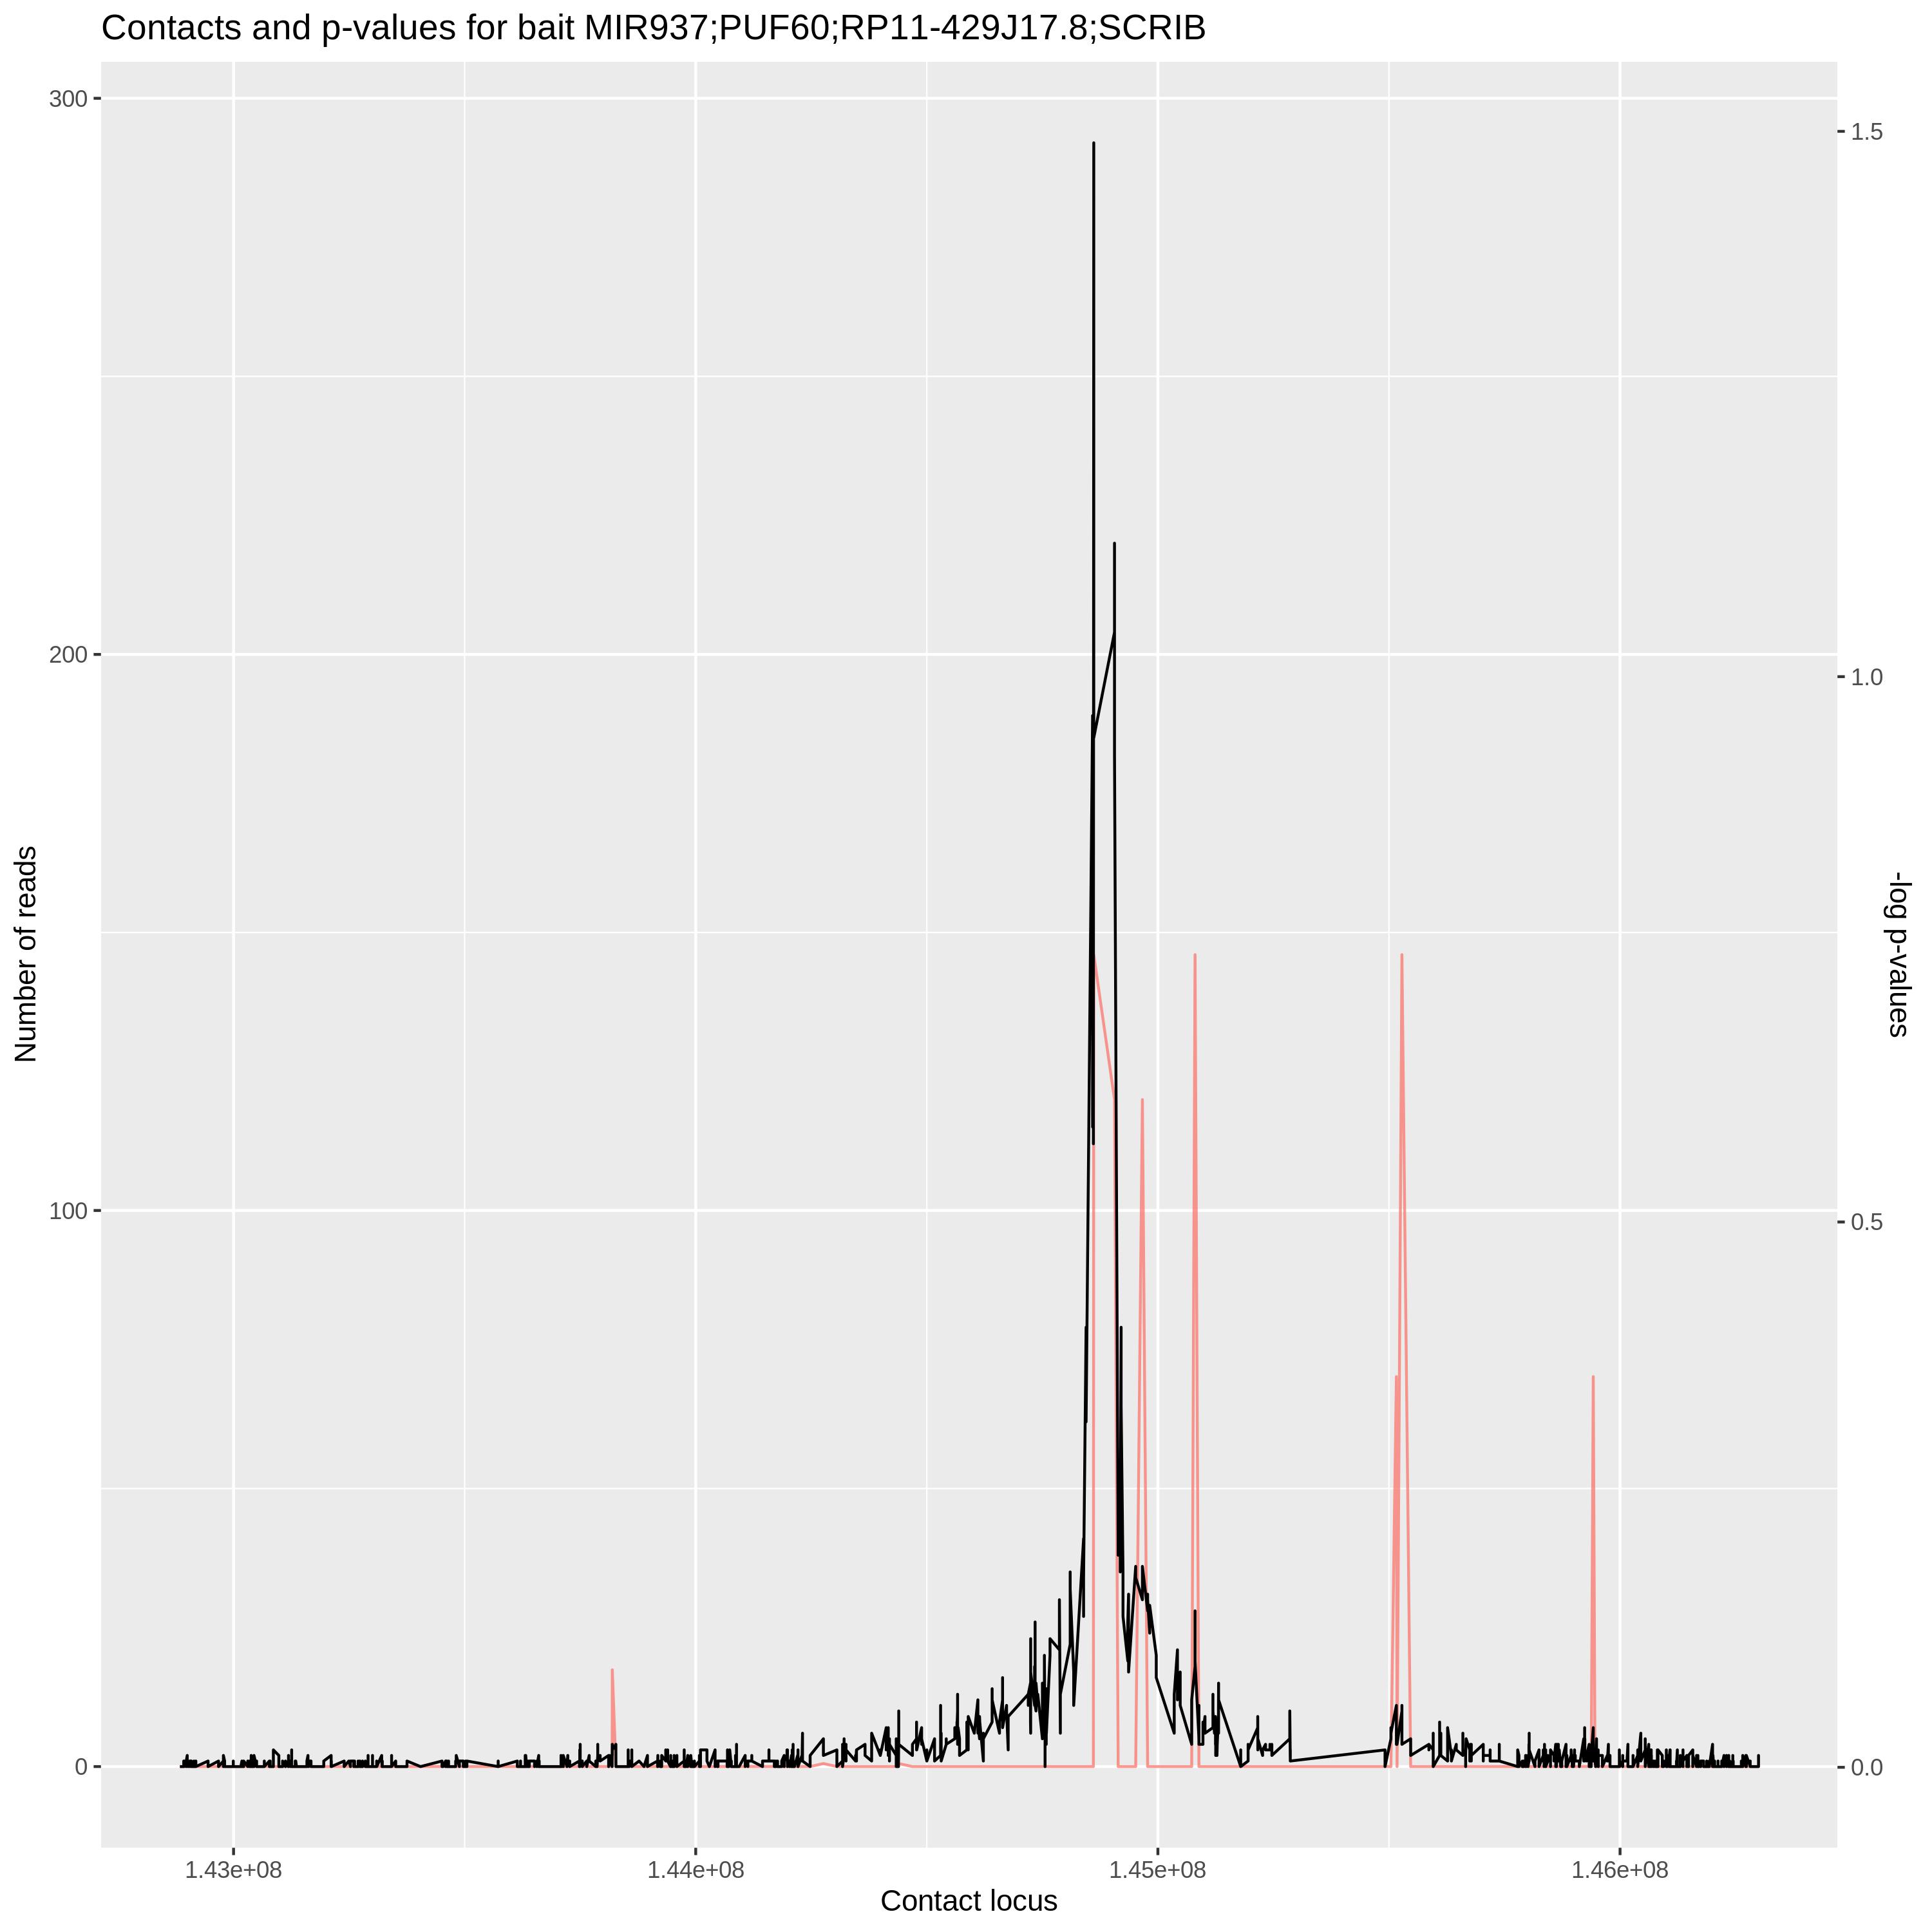 Contacts and p-values for bait MIR937;PUF60;RP11-429J17.8;SCRIB
300
200
100
0
Number of reads
1.5
1.0
0.5
0.0
-log p-values
1.43e+08
1.44e+08
1.45e+08
1.46e+08
Contact locus